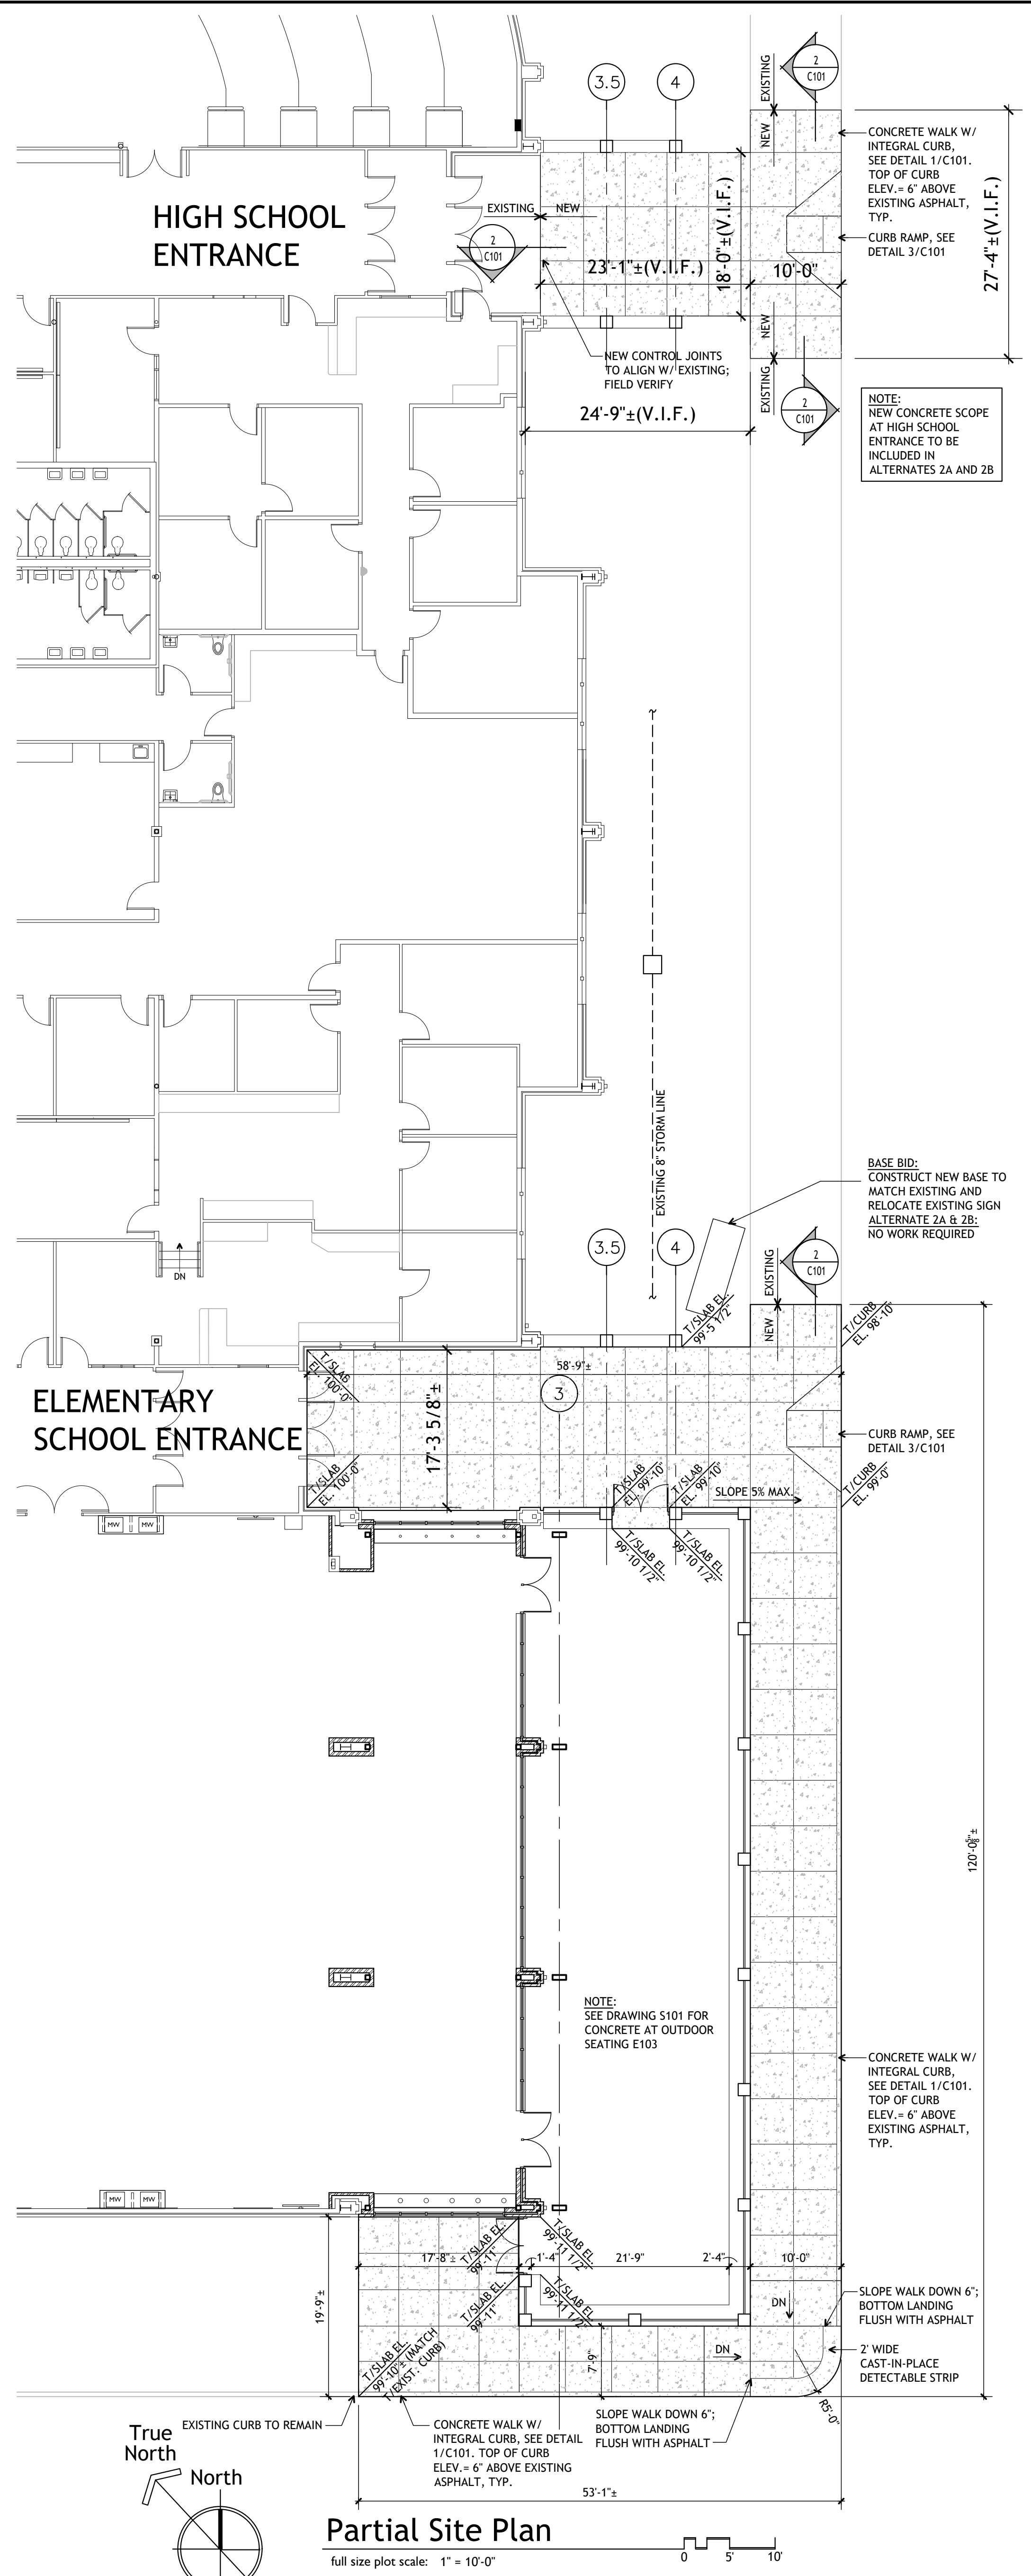 2
C101
EXISTING
NEW
3.5
4
CONCRETE WALK W/
INTEGRAL CURB,
SEE DETAIL 1/C101.
TOP OF CURB
ELEV.= 6" ABOVE
EXISTING ASPHALT,
TYP.
HIGH SCHOOL
ENTRANCE
EXISTING
NEW
2
C101
23'-1"±(V.I.F.)
18'-0"±(V.I.F.)
10'-0"
27'-4"±(V.I.F.)
CURB RAMP, SEE
DETAIL 3/C101
NEW
EXISTING
NEW CONTROL JOINTS
TO ALIGN W/ EXISTING;
FIELD VERIFY
2
C101
24'-9"±(V.I.F.)
NOTE:
NEW CONCRETE SCOPE
AT HIGH SCHOOL
ENTRANCE TO BE
INCLUDED IN
ALTERNATES 2A AND 2B
EXISTING 8" STORM LINE
BASE BID:
CONSTRUCT NEW BASE TO
MATCH EXISTING AND
RELOCATE EXISTING SIGN
ALTERNATE 2A & 2B:
NO WORK REQUIRED
3.5
4
2
C101
EXISTING
NEW
DN
T/SLAB EL.
99'-5 1/2"
T/CURB
EL. 98'-10"
T/SLAB
EL. 100'-0"
58'-9"±
3
17'-3 5/8"±
ELEMENTARY
SCHOOL ENTRANCE
CURB RAMP, SEE
DETAIL 3/C101
T/SLAB
EL. 100'-0"
T/SLAB
EL. 99'-10"
T/SLAB
EL. 99'-10"
SLOPE 5% MAX.
T/CURB
EL. 99'-0"
MW
MW
T/SLAB EL.
99'-10 1/2"
T/SLAB EL.
99'-10 1/2"
120'-0 5/8"±
NOTE:
SEE DRAWING S101 FOR
CONCRETE AT OUTDOOR
SEATING E103
CONCRETE WALK W/
INTEGRAL CURB,
SEE DETAIL 1/C101.
TOP OF CURB
ELEV.= 6" ABOVE
EXISTING ASPHALT,
TYP.
MW
MW
17'-8"±
T/SLAB EL.
99'-11"
T/SLAB EL.
99'-11 1/2"
1'-4"
21'-9"
2'-4"
10'-0"
19'-9"±
T/SLAB EL.
99'-11"
T/SLAB EL.
99'-11 1/2"
DN
SLOPE WALK DOWN 6";
BOTTOM LANDING
FLUSH WITH ASPHALT
T/SLAB EL.
99'-10"± (MATCH
T/EXIST. CURB)
7'-9"
DN
2' WIDE
CAST-IN-PLACE
DETECTABLE STRIP
R5'-0"
EXISTING CURB TO REMAIN
CONCRETE WALK W/
INTEGRAL CURB, SEE DETAIL
1/C101. TOP OF CURB
ELEV.= 6" ABOVE EXISTING
ASPHALT, TYP.
SLOPE WALK DOWN 6";
BOTTOM LANDING
FLUSH WITH ASPHALT
True
North
North
53'-1"±
Partial Site Plan
full size plot scale: 1" = 10'-0"
0 5' 10'